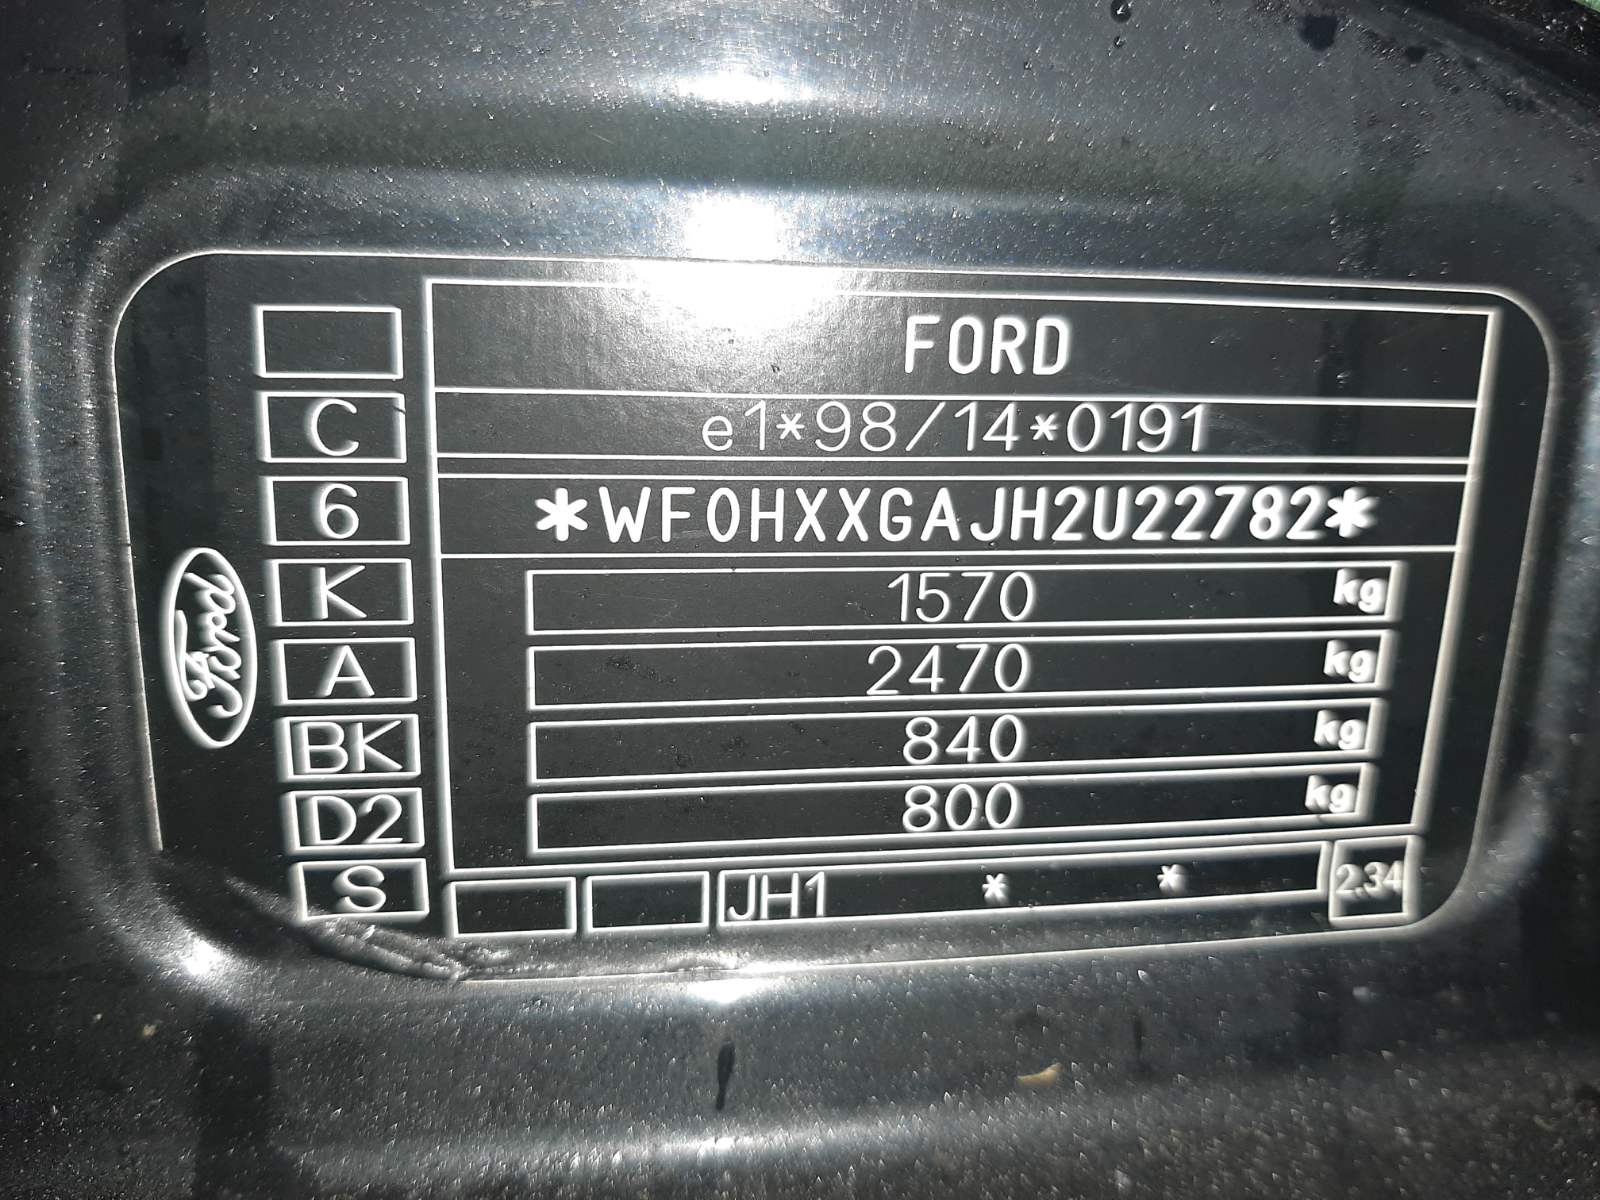 FORD
C
e1*98/14*0191
6
*WF0HXXGAJH2U22782*
K
1570 kg
A
2470 kg
BK
840 kg
D2
800 kg
S
JH1 * * 2.34
Ford